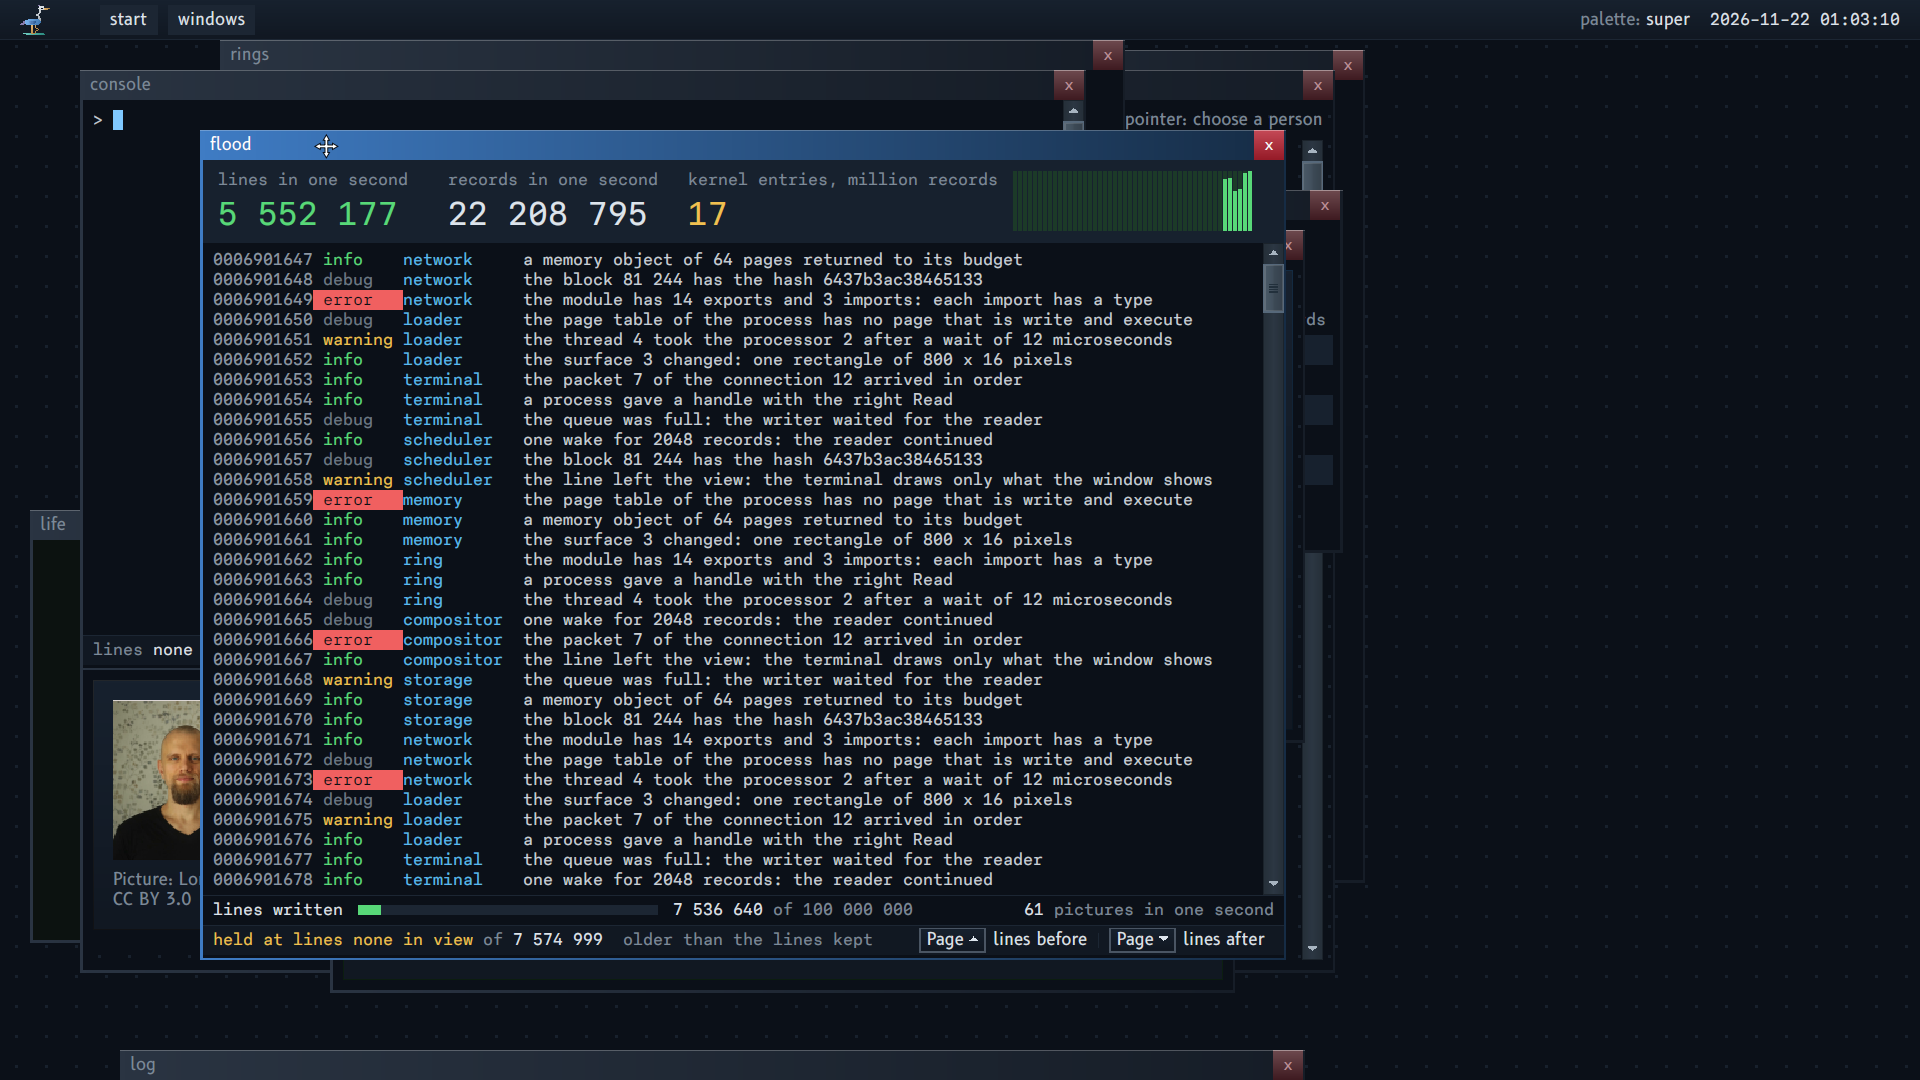 start windows palette: super 2026-11-22 01:03:10
rings x
x
console x
x
> 
pointer: choose a person
flood x
lines in one second records in one second kernel entries, million records
5 552 177 22 208 795 17
x
x
0006901647 info network a memory object of 64 pages returned to its budget
0006901648 debug network the block 81 244 has the hash 6437b3ac38465133
0006901649 error network the module has 14 exports and 3 imports: each import has a type
0006901650 debug loader the page table of the process has no page that is write and execute
ds
0006901651 warning loader the thread 4 took the processor 2 after a wait of 12 microseconds
0006901652 info loader the surface 3 changed: one rectangle of 800 x 16 pixels
0006901653 info terminal the packet 7 of the connection 12 arrived in order
0006901654 info terminal a process gave a handle with the right Read
0006901655 debug terminal the queue was full: the writer waited for the reader
0006901656 info scheduler one wake for 2048 records: the reader continued
0006901657 debug scheduler the block 81 244 has the hash 6437b3ac38465133
0006901658 warning scheduler the line left the view: the terminal draws only what the window shows
0006901659 error memory the page table of the process has no page that is write and execute
0006901660 info memory a memory object of 64 pages returned to its budget
life
0006901661 info memory the surface 3 changed: one rectangle of 800 x 16 pixels
0006901662 info ring the module has 14 exports and 3 imports: each import has a type
0006901663 info ring a process gave a handle with the right Read
0006901664 debug ring the thread 4 took the processor 2 after a wait of 12 microseconds
0006901665 debug compositor one wake for 2048 records: the reader continued
0006901666 error compositor the packet 7 of the connection 12 arrived in order
lines none
0006901667 info compositor the line left the view: the terminal draws only what the window shows
0006901668 warning storage the queue was full: the writer waited for the reader
0006901669 info storage a memory object of 64 pages returned to its budget
0006901670 info storage the block 81 244 has the hash 6437b3ac38465133
0006901671 info network the module has 14 exports and 3 imports: each import has a type
0006901672 debug network the page table of the process has no page that is write and execute
0006901673 error network the thread 4 took the processor 2 after a wait of 12 microseconds
0006901674 debug loader the surface 3 changed: one rectangle of 800 x 16 pixels
0006901675 warning loader the packet 7 of the connection 12 arrived in order
0006901676 info loader a process gave a handle with the right Read
0006901677 info terminal the queue was full: the writer waited for the reader
0006901678 info terminal one wake for 2048 records: the reader continued
Picture: Lo
CC BY 3.0
lines written 7 536 640 of 100 000 000 61 pictures in one second
held at lines none in view of 7 574 999 older than the lines kept Page lines before Page lines after
log x